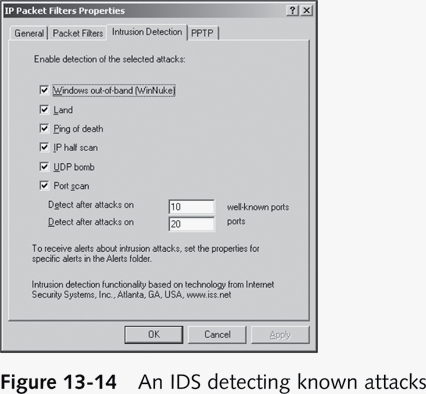 IP Packet Filters Properties
General Packet Filters Intrusion Detection PPTP
Enable detection of the selected attacks:
Windows out-of-band (WinNuke)
Land
Ping of death
IP half scan
UDP bomb
Port scan
Detect after attacks on 10 well-known ports
Detect after attacks on 20 ports
To receive alerts about intrusion attacks, set the properties for
specific alerts in the Alerts folder.
Intrusion detection functionality based on technology from Internet
Security Systems, Inc., Atlanta, GA, USA, www.iss.net
OK Cancel Apply
Figure 13-14 An IDS detecting known attacks